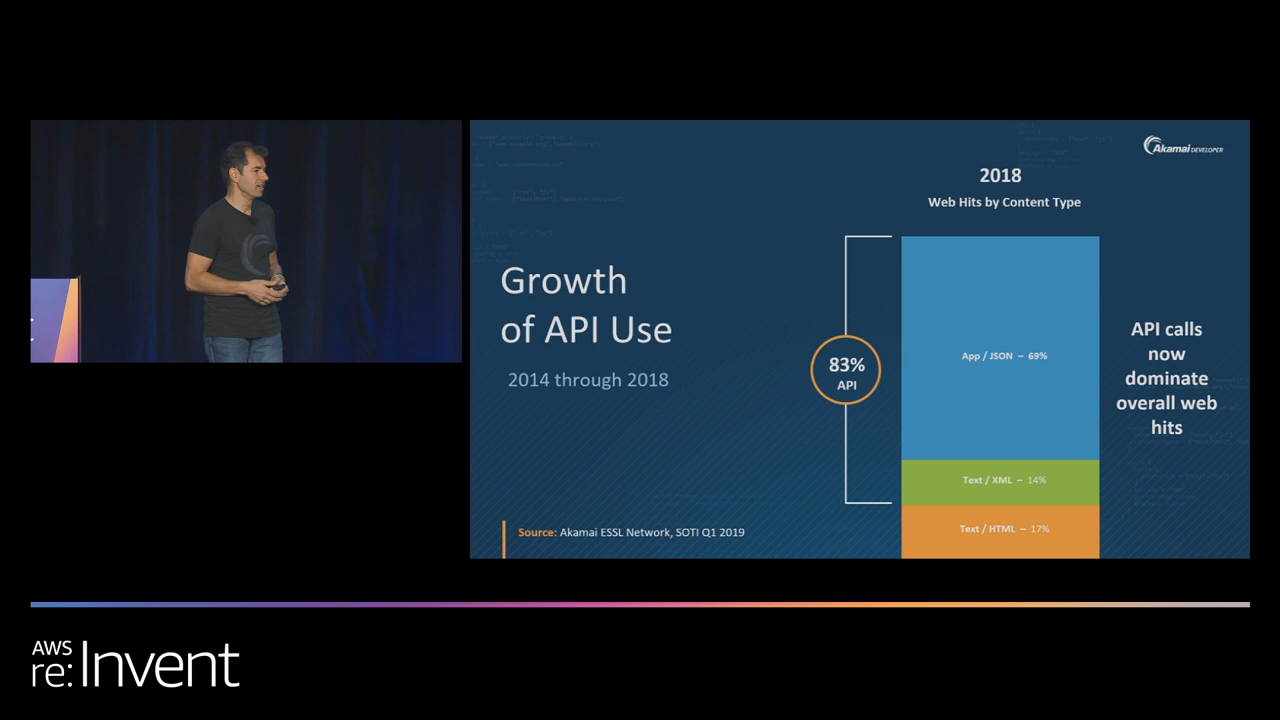 Akamai DEVELOPER
2018
Web Hits by Content Type
Growth
of API Use
2014 through 2018
83%
API
App / JSON – 69%
Text / XML – 14%
Text / HTML – 17%
API calls
now
dominate
overall web
hits
Source: Akamai ESSL Network, SOTI Q1 2019
AWS
re:Invent